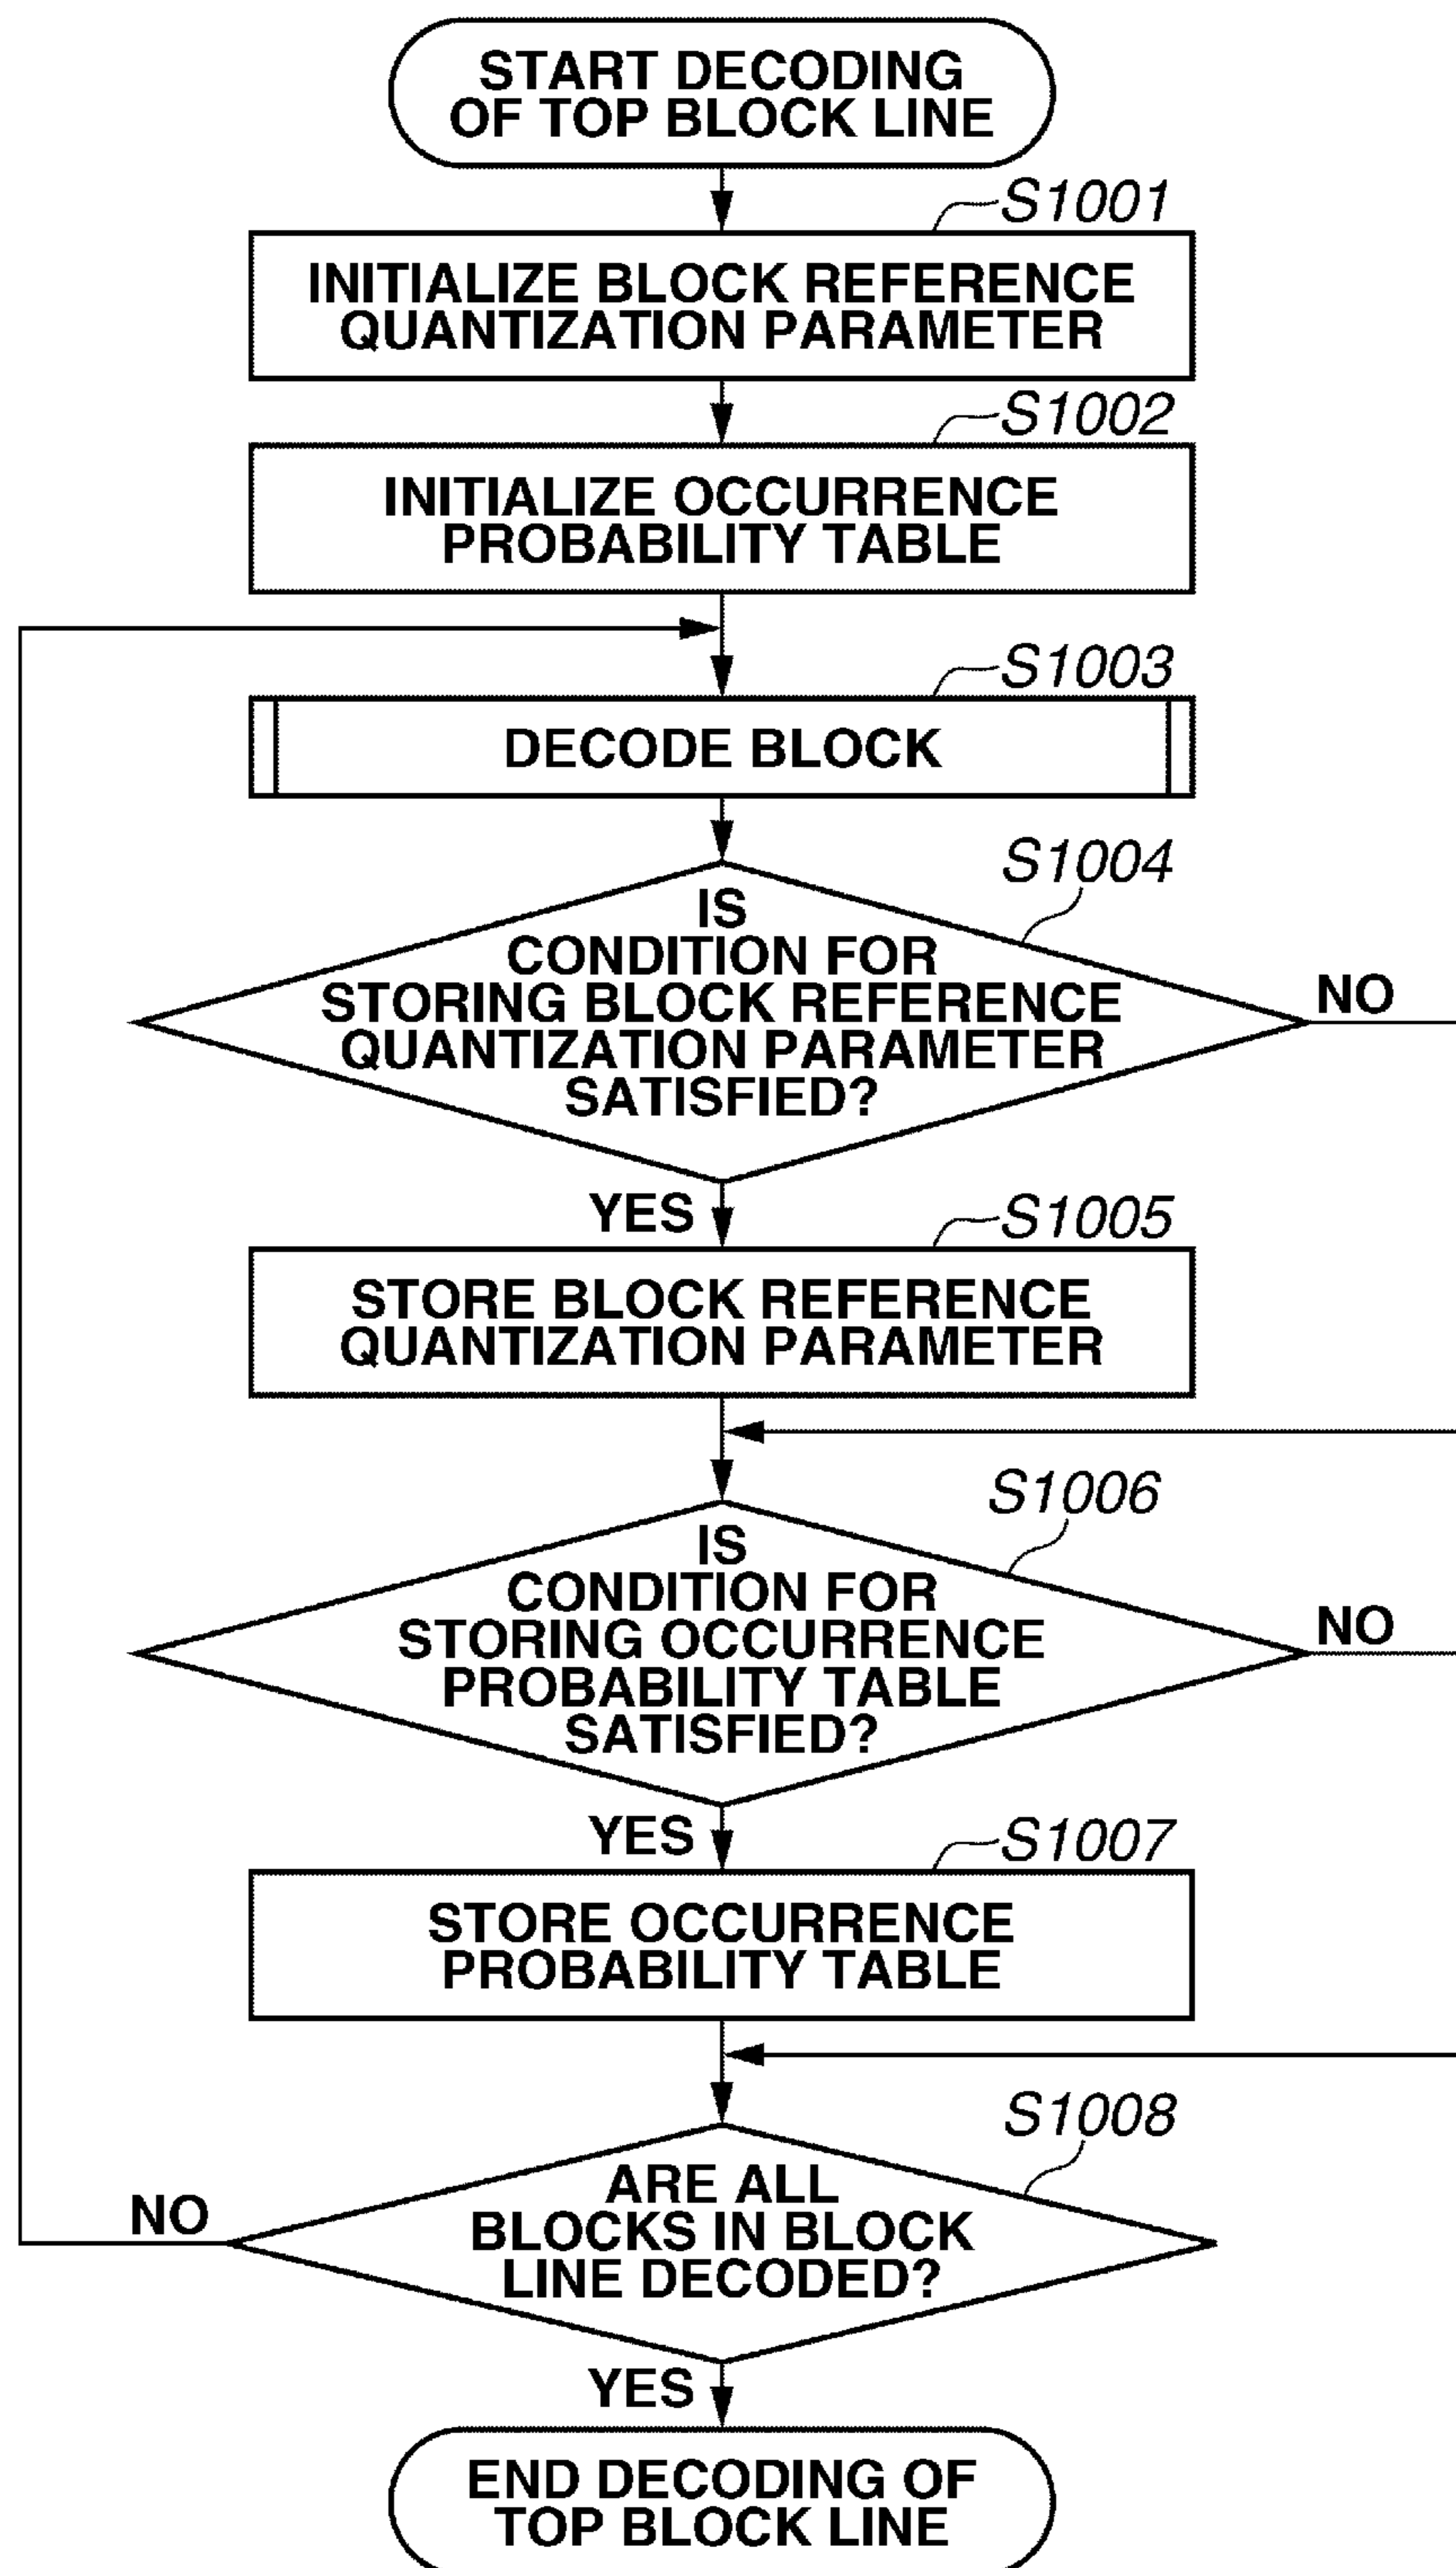 START DECODING
OF TOP BLOCK LINE
S1001
INITIALIZE BLOCK REFERENCE
QUANTIZATION PARAMETER
S1002
INITIALIZE OCCURRENCE
PROBABILITY TABLE
S1003
DECODE BLOCK
S1004
IS
CONDITION FOR
STORING BLOCK REFERENCE
QUANTIZATION PARAMETER
SATISFIED?
NO
YES
S1005
STORE BLOCK REFERENCE
QUANTIZATION PARAMETER
S1006
IS
CONDITION FOR
STORING OCCURRENCE
PROBABILITY TABLE
SATISFIED?
NO
YES
S1007
STORE OCCURRENCE
PROBABILITY TABLE
S1008
ARE ALL
BLOCKS IN BLOCK
LINE DECODED?
NO
YES
END DECODING OF
TOP BLOCK LINE